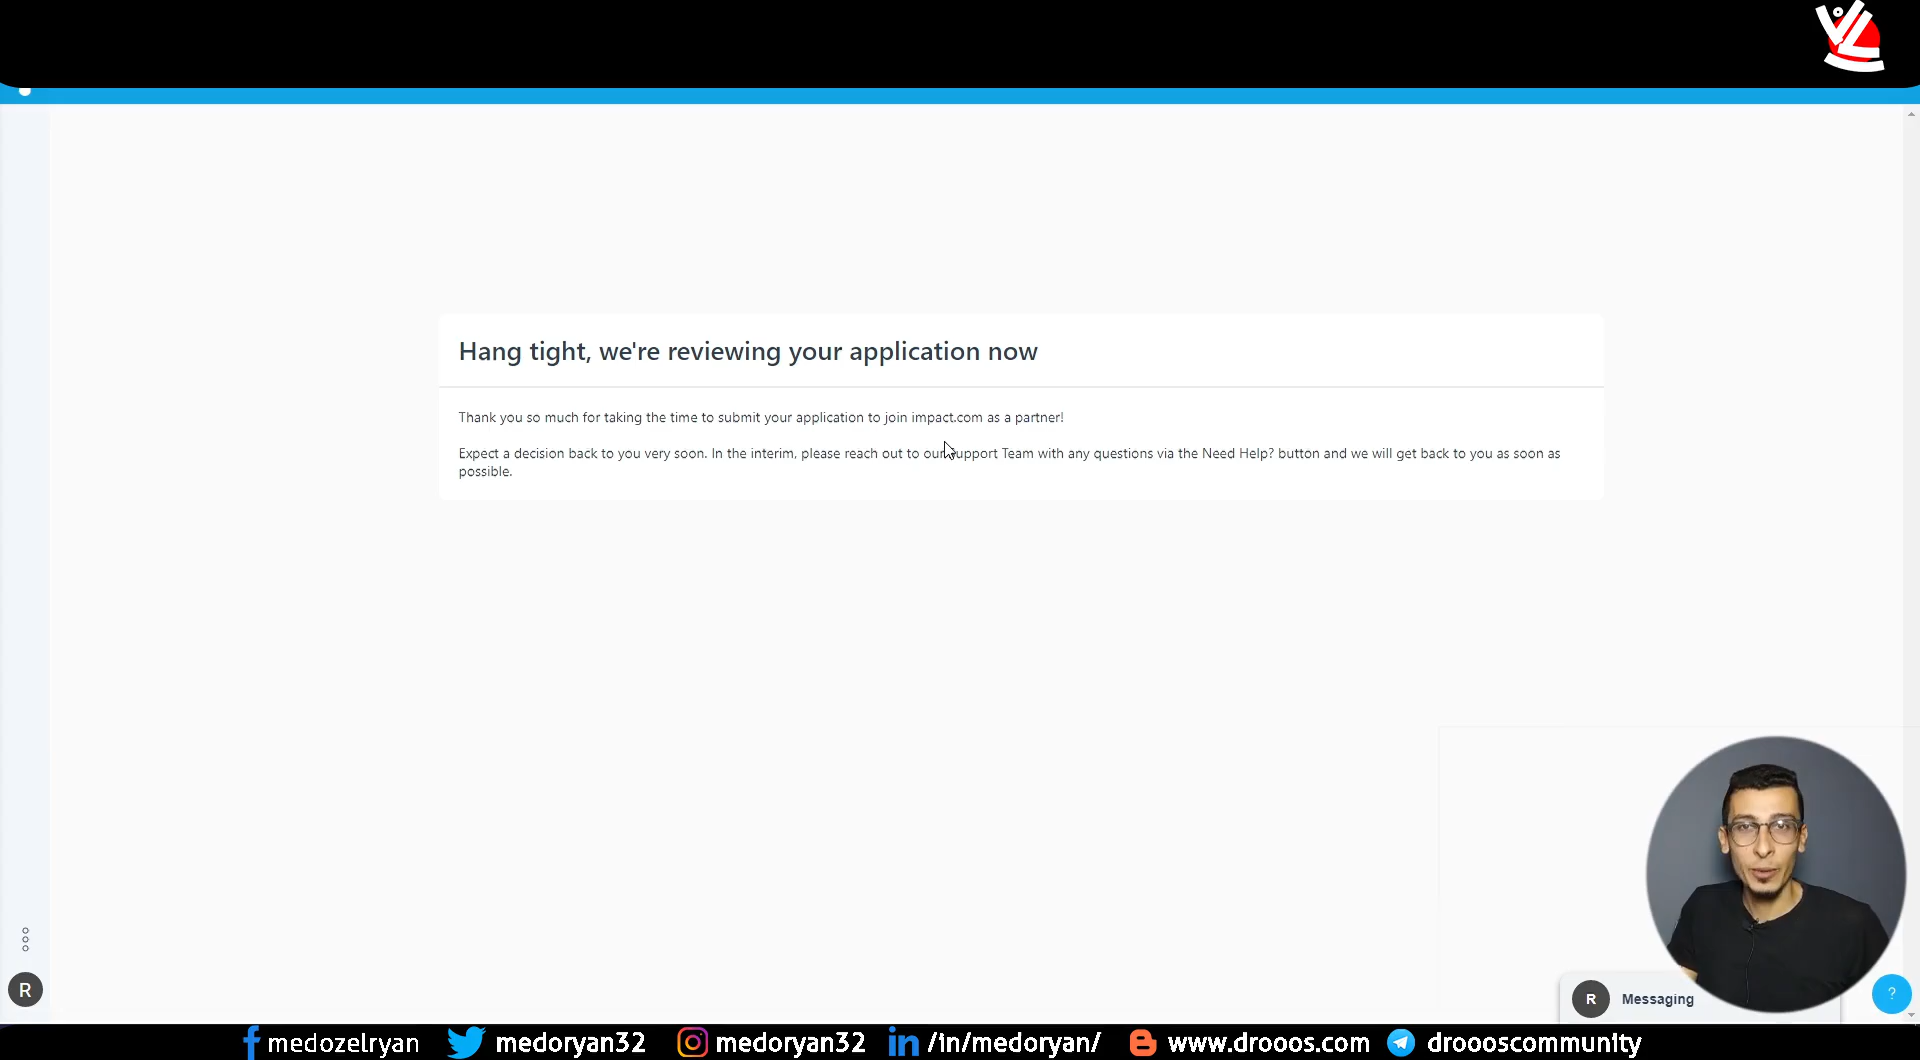 Hang tight, we're reviewing your application now
Thank you so much for taking the time to submit your application to join impact.com as a partner!
Expect a decision back to you very soon. In the interim, please reach out to our Support Team with any questions via the Need Help? button and we will get back to you as soon as
possible.
R
R Messaging ?
medozelryan medoryan32 medoryan32 /in/medoryan/ www.drooos.com droooscommunity